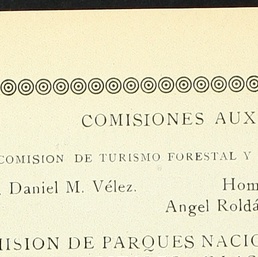 COMISIONES AUX
COMISION DE TURISMO FORESTAL Y
Daniel M. Vélez. Hom
Angel Roldá
MISION DE PARQUES NACIO